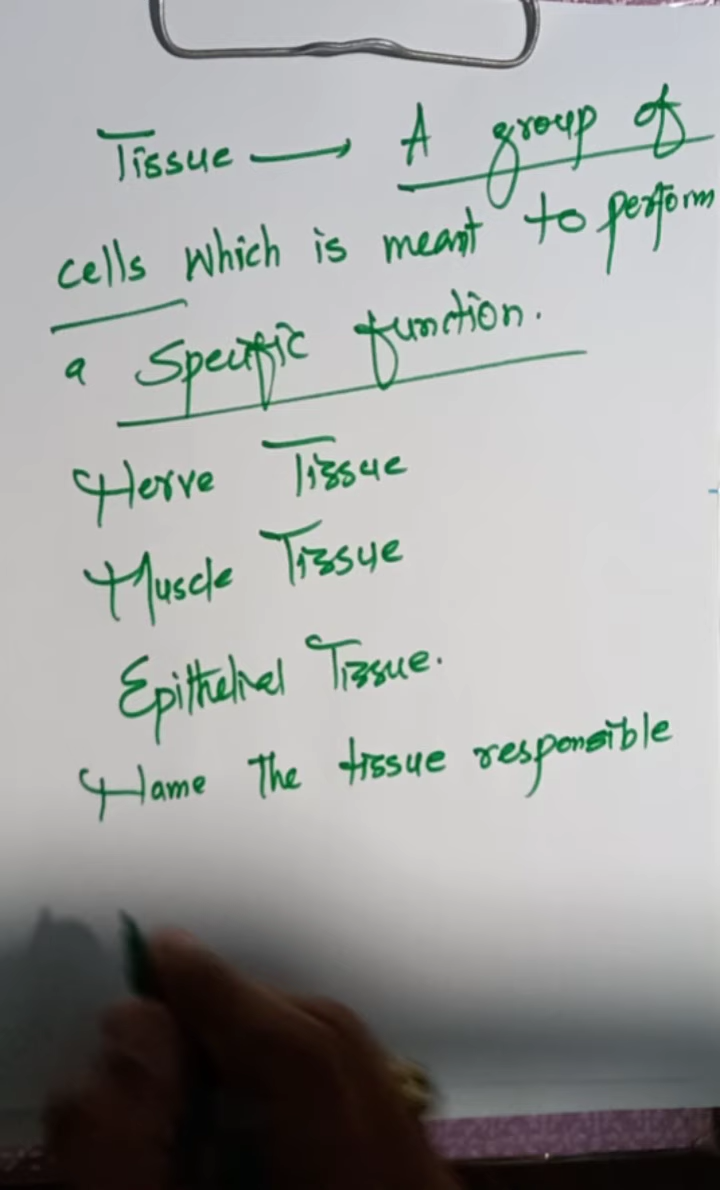 Tissue → A group of
cells which is meant to perform
a Specific function.
Nerve Tissue
Muscle Tissue
Epithelial Tissue.
Name The tissue responsible